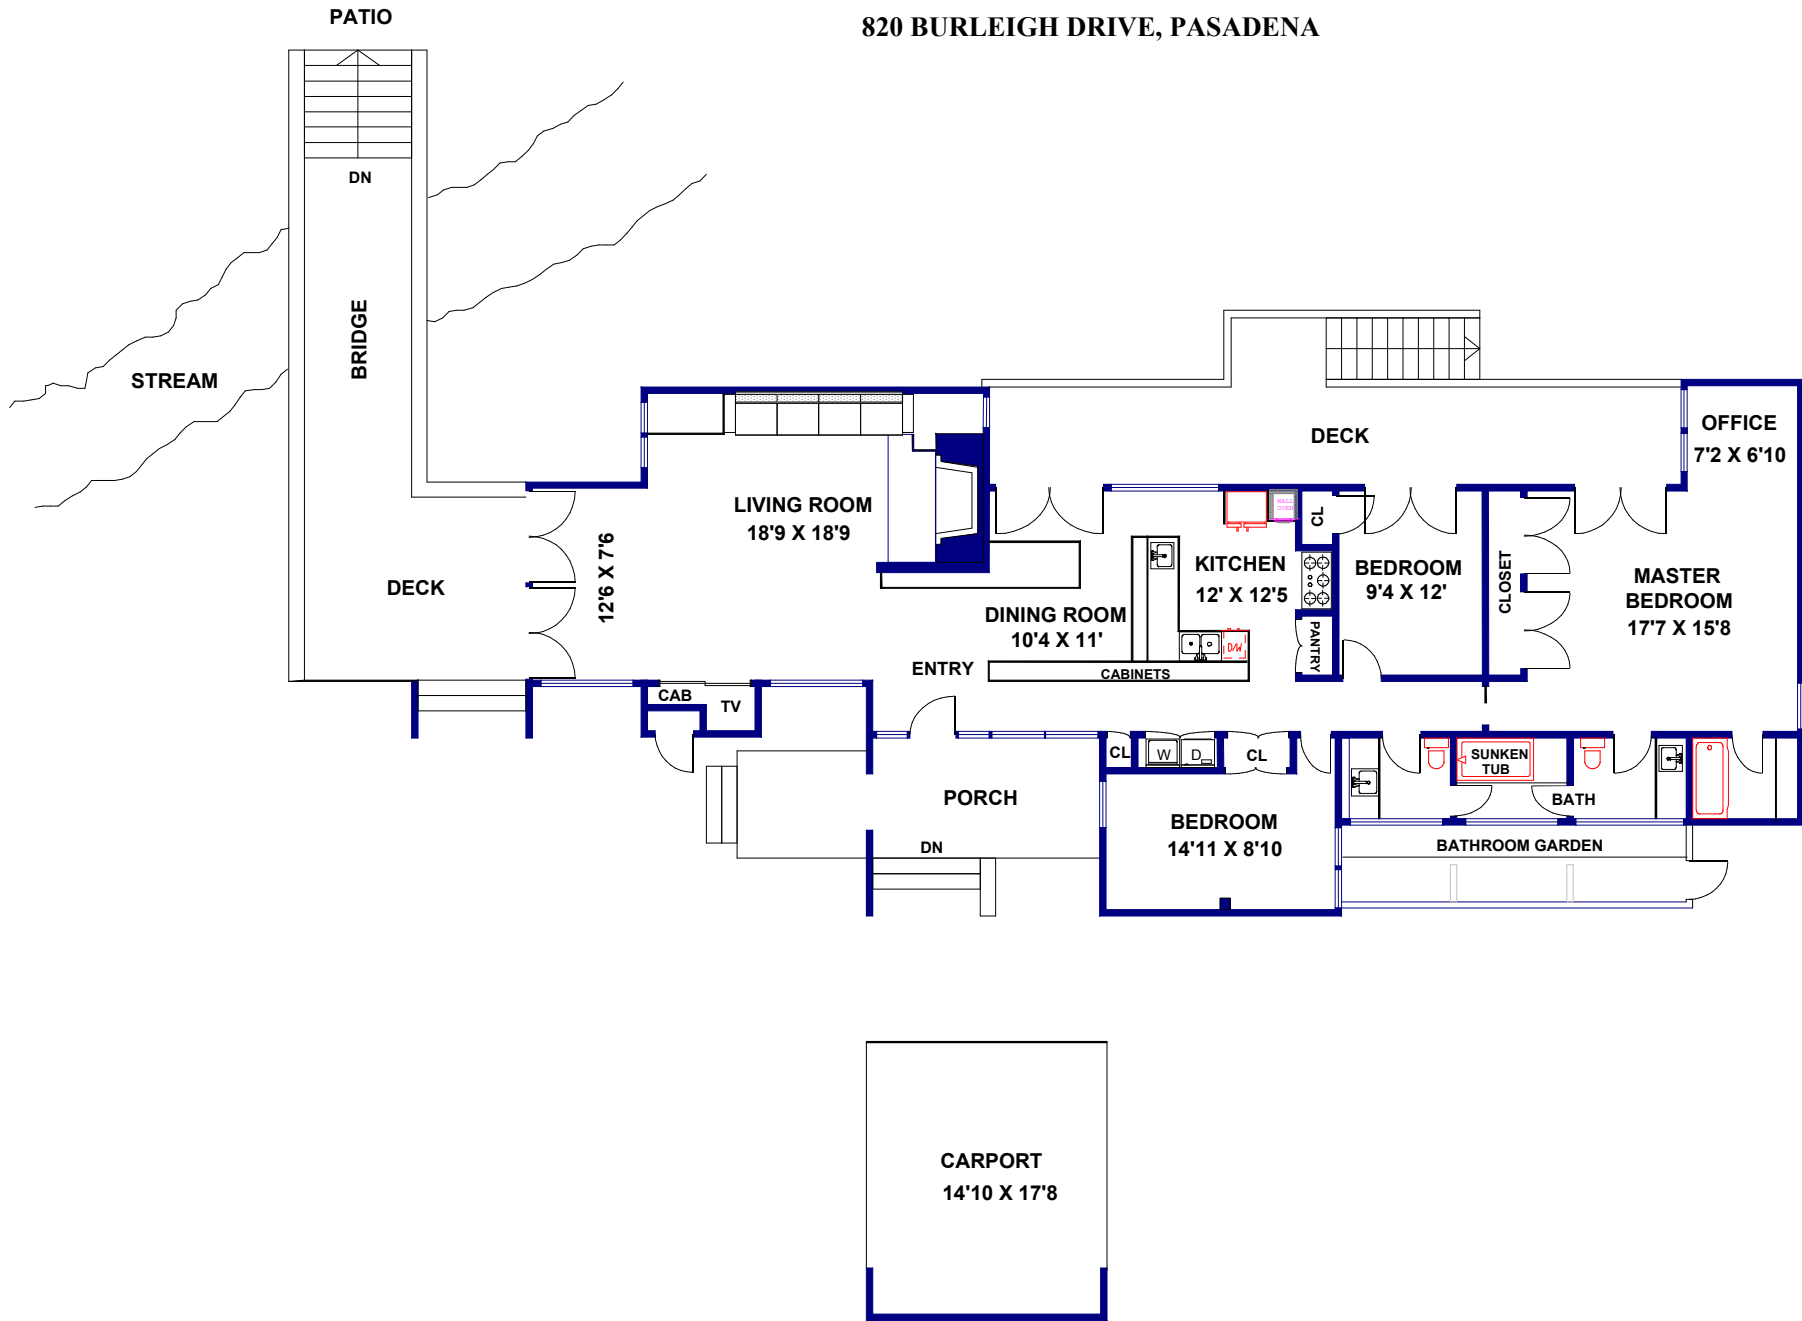 PATIO
820 BURLEIGH DRIVE, PASADENA
DN
BRIDGE
STREAM
DECK
12'6 X 7'6
LIVING ROOM
18'9 X 18'9
DECK
OFFICE
7'2 X 6'10
WALL
OVEN
CL
KITCHEN
12' X 12'5
BEDROOM
9'4 X 12'
CLOSET
MASTER
BEDROOM
17'7 X 15'8
DINING ROOM
10'4 X 11'
D/W
PANTRY
ENTRY
CABINETS
CAB
TV
CL
W
D
CL
SUNKEN
TUB
BATH
PORCH
DN
BEDROOM
14'11 X 8'10
BATHROOM GARDEN
CARPORT
14'10 X 17'8